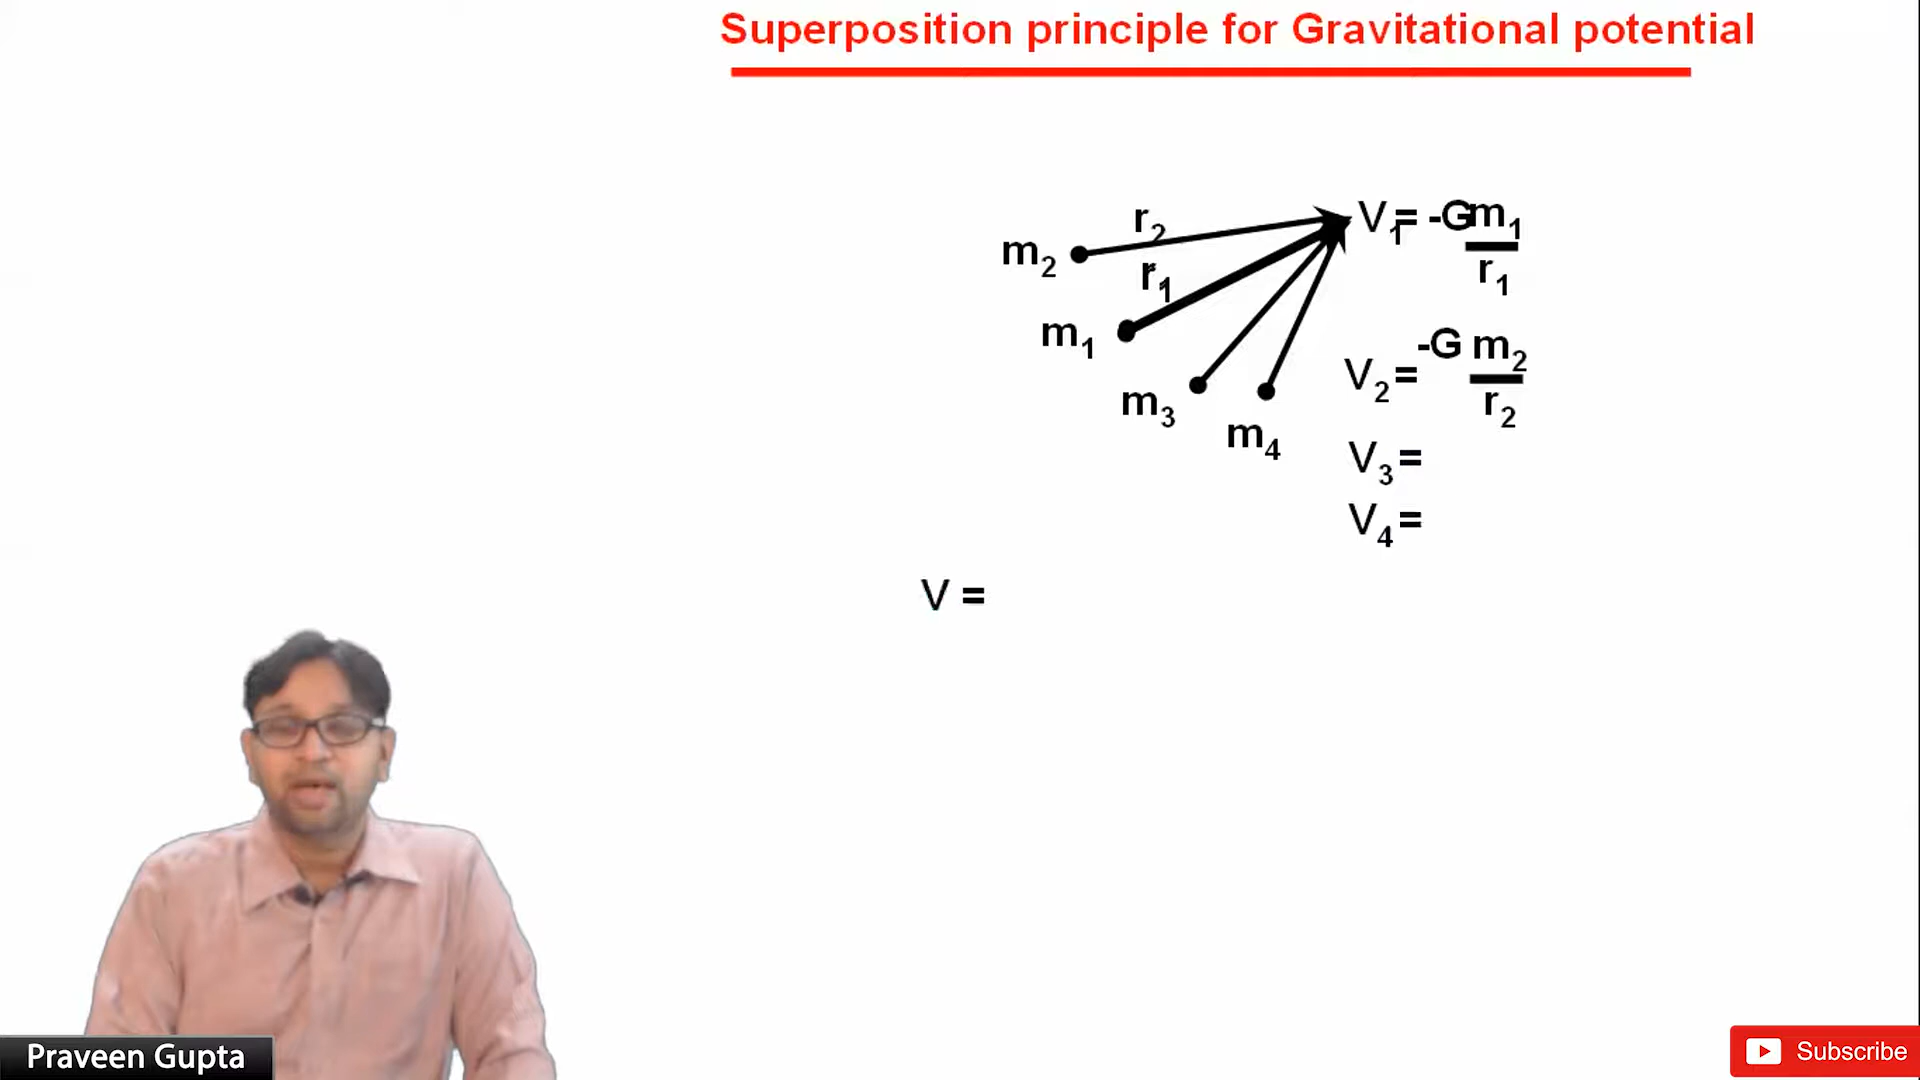 Superposition principle for Gravitational potential
r₂
V₁= -G m₁
r₁
m₂
r₁
m₁
-G m₂
V₂=
r₂
m₃
m₄
V₃=
V₄=
V =
Praveen Gupta
Subscribe